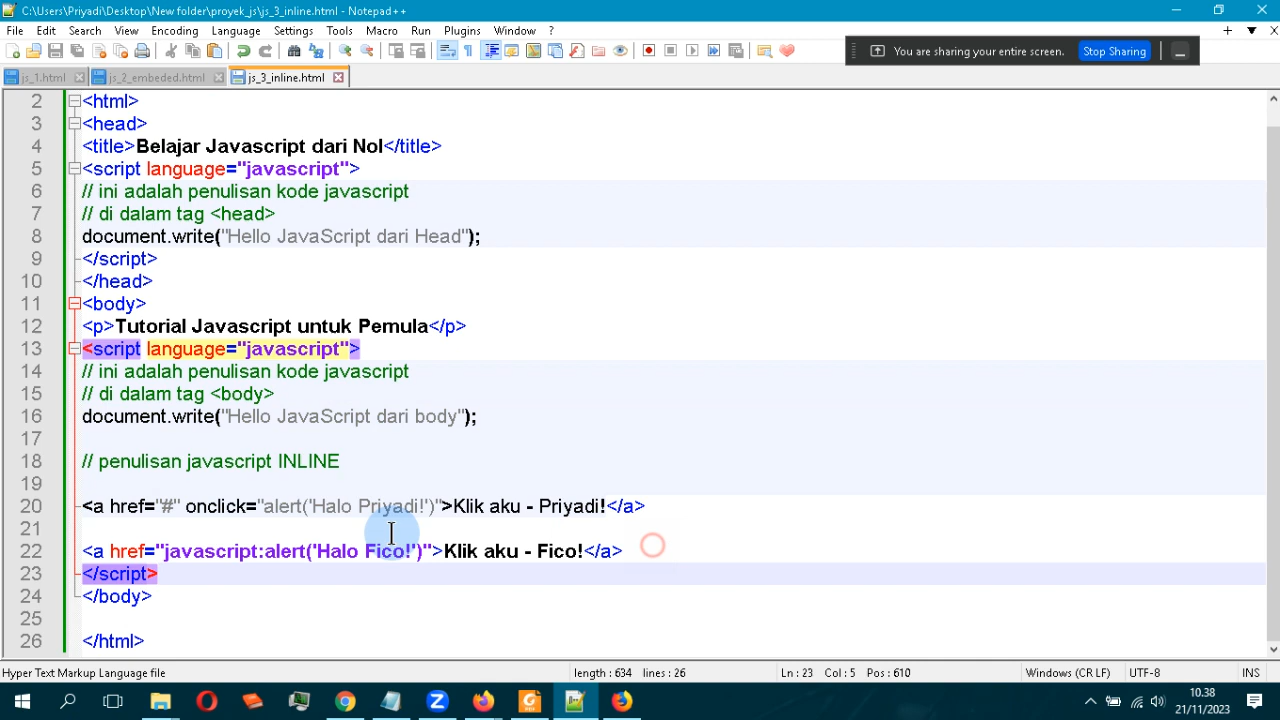 C:\Users\Priyadi\Desktop\New folder\proyek_js\js_3_inline.html - Notepad++
File Edit Search View Encoding Language Settings Tools Macro Run Plugins Window ?
You are sharing your entire screen. Stop Sharing
js_1.html js_2_embeded.html js_3_inline.html
2 <html>
3 <head>
4 <title>Belajar Javascript dari Nol</title>
5 <script language="javascript">
6 // ini adalah penulisan kode javascript
7 // di dalam tag <head>
8 document.write("Hello JavaScript dari Head");
9 </script>
10 </head>
11 <body>
12 <p>Tutorial Javascript untuk Pemula</p>
13 <script language="javascript">
14 // ini adalah penulisan kode javascript
15 // di dalam tag <body>
16 document.write("Hello JavaScript dari body");
17
18 // penulisan javascript INLINE
19
20 <a href="#" onclick="alert('Halo Priyadi!')">Klik aku - Priyadi!</a>
21
22 <a href="javascript:alert('Halo Fico!')">Klik aku - Fico!</a>
23 </script>
24 </body>
25
26 </html>
Hyper Text Markup Language file length : 634 lines : 26 Ln : 23 Col : 5 Pos : 610 Windows (CR LF) UTF-8 INS
10.38
21/11/2023